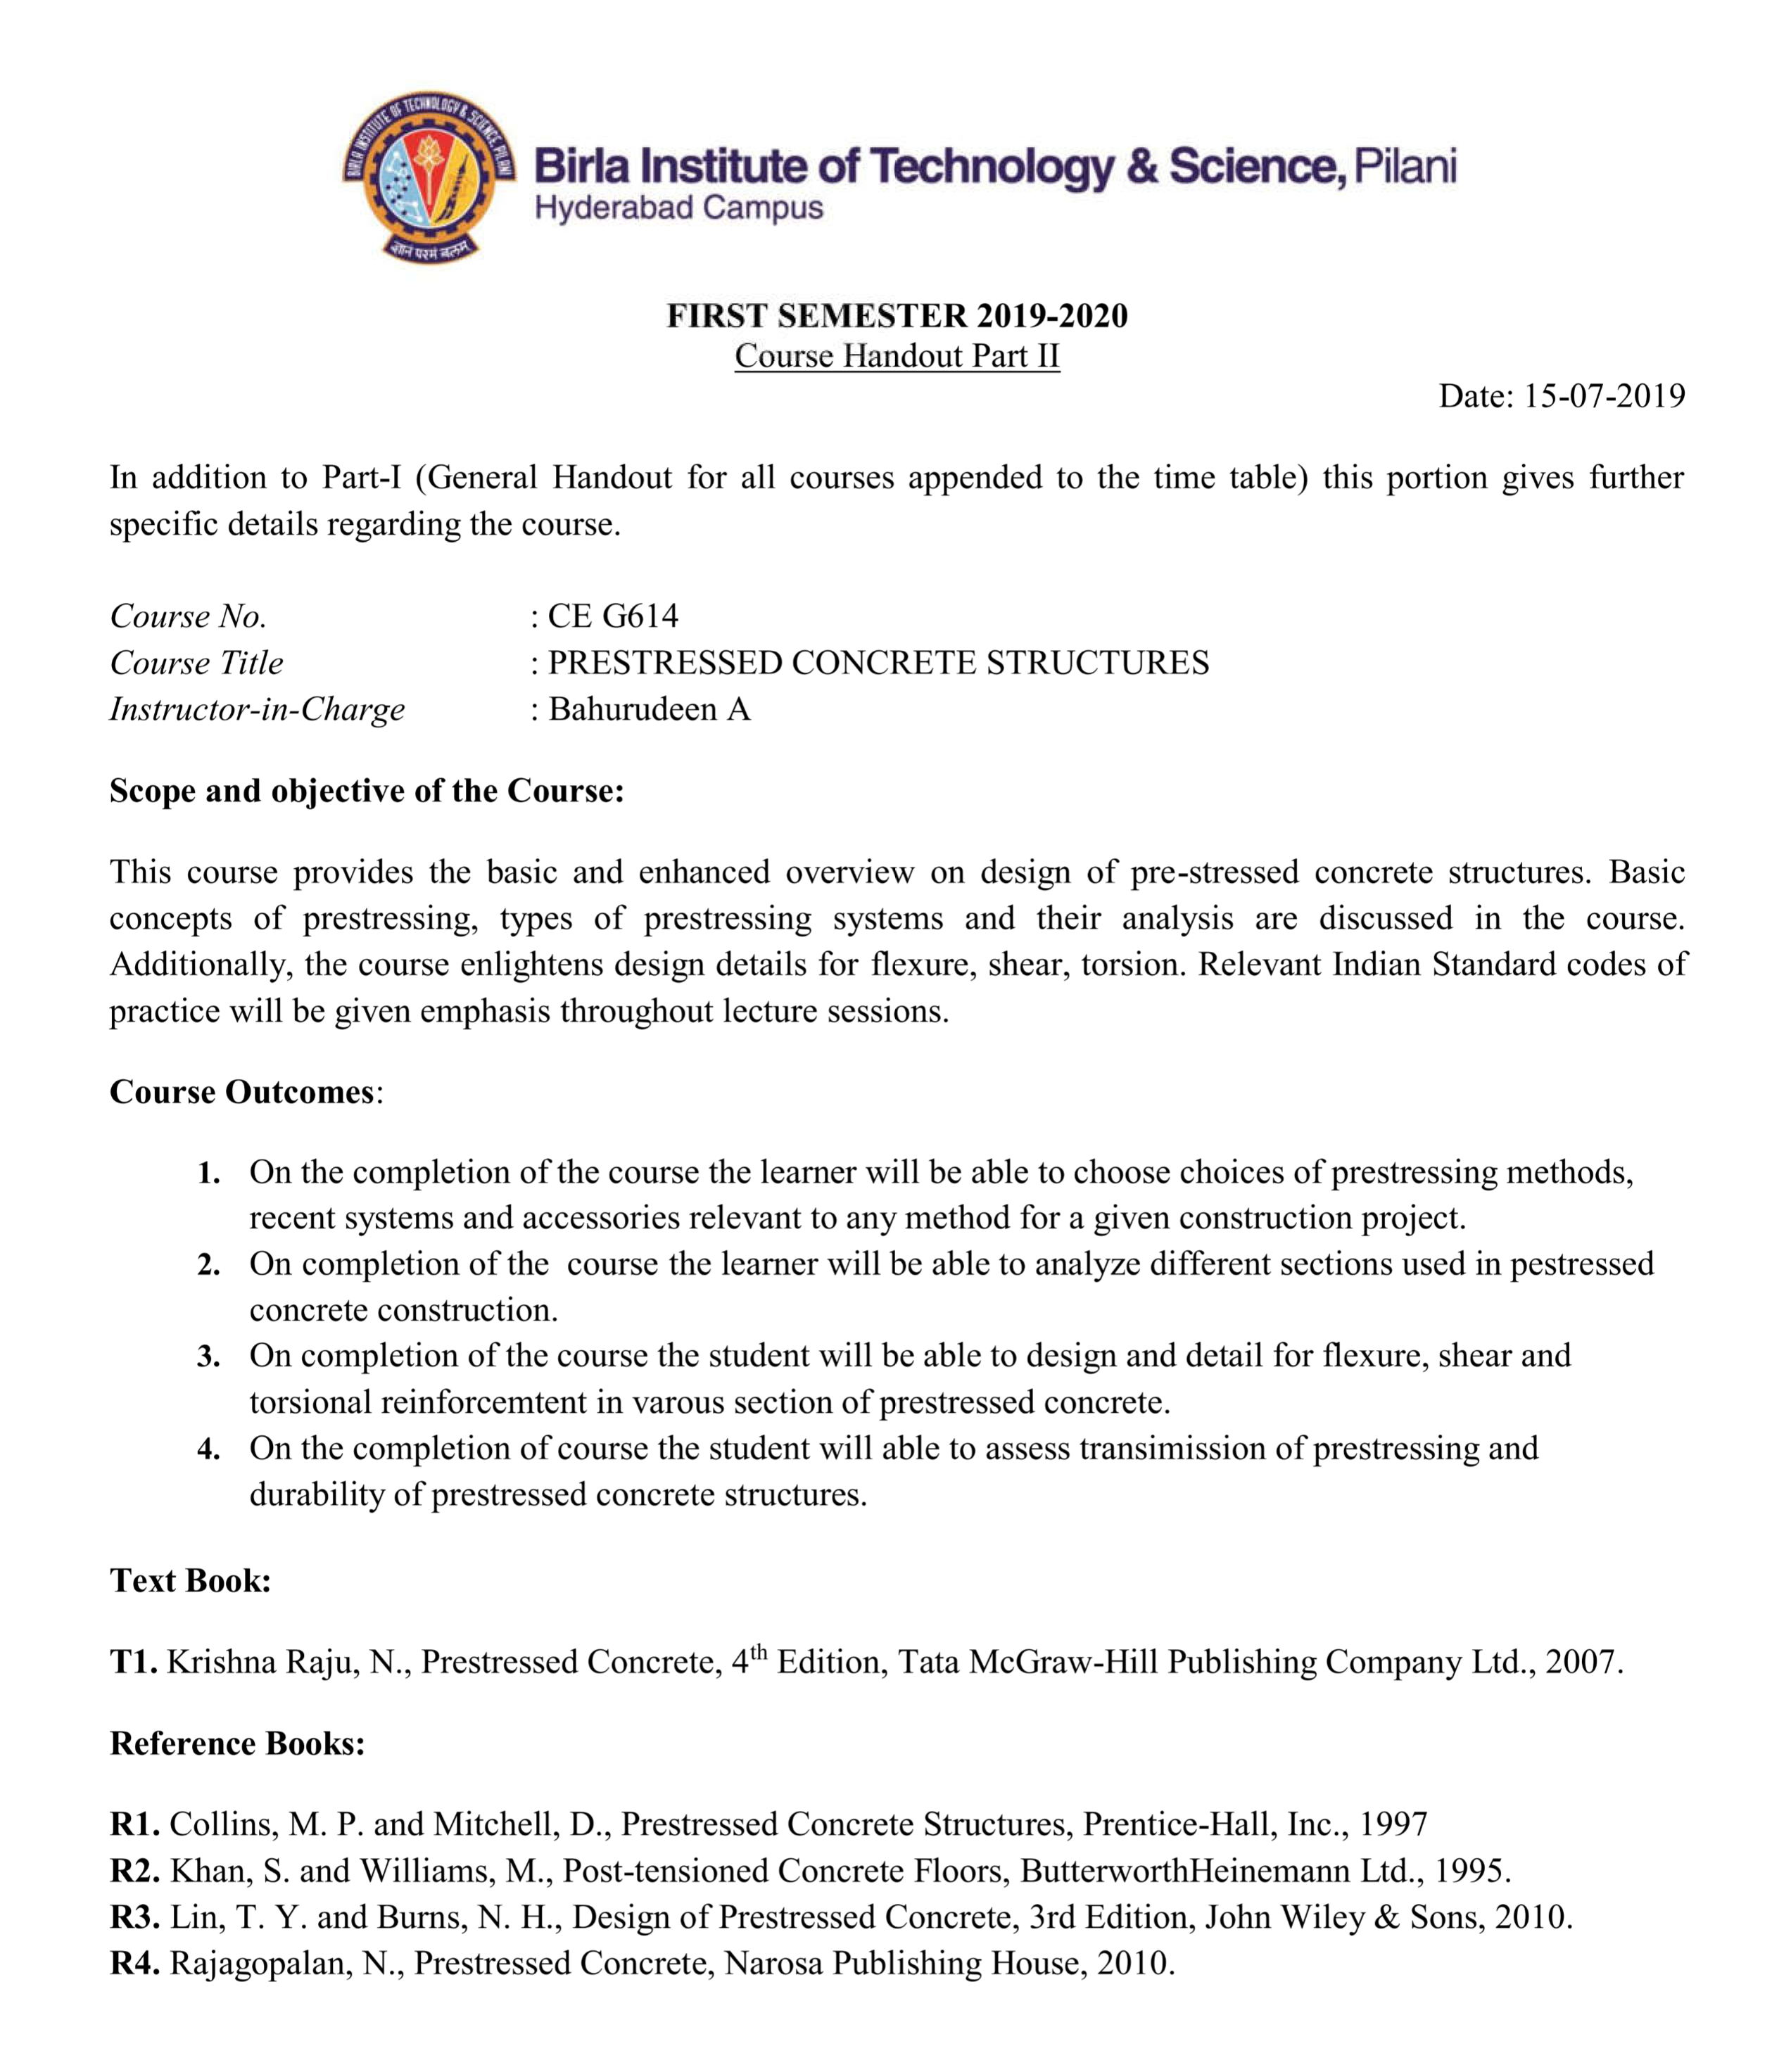 BIRLA INSTITUTE OF TECHNOLOGY & SCIENCE, PILANI
ज्ञानं परमं बलम्
Birla Institute of Technology & Science, Pilani
Hyderabad Campus
FIRST SEMESTER 2019-2020
Course Handout Part II
Date: 15-07-2019
In addition to Part-I (General Handout for all courses appended to the time table) this portion gives further
specific details regarding the course.
Course No. : CE G614
Course Title : PRESTRESSED CONCRETE STRUCTURES
Instructor-in-Charge : Bahurudeen A
Scope and objective of the Course:
This course provides the basic and enhanced overview on design of pre-stressed concrete structures. Basic
concepts of prestressing, types of prestressing systems and their analysis are discussed in the course.
Additionally, the course enlightens design details for flexure, shear, torsion. Relevant Indian Standard codes of
practice will be given emphasis throughout lecture sessions.
Course Outcomes:
1. On the completion of the course the learner will be able to choose choices of prestressing methods,
recent systems and accessories relevant to any method for a given construction project.
2. On completion of the course the learner will be able to analyze different sections used in pestressed
concrete construction.
3. On completion of the course the student will be able to design and detail for flexure, shear and
torsional reinforcemtent in varous section of prestressed concrete.
4. On the completion of course the student will able to assess transimission of prestressing and
durability of prestressed concrete structures.
Text Book:
T1. Krishna Raju, N., Prestressed Concrete, 4th Edition, Tata McGraw-Hill Publishing Company Ltd., 2007.
Reference Books:
R1. Collins, M. P. and Mitchell, D., Prestressed Concrete Structures, Prentice-Hall, Inc., 1997
R2. Khan, S. and Williams, M., Post-tensioned Concrete Floors, ButterworthHeinemann Ltd., 1995.
R3. Lin, T. Y. and Burns, N. H., Design of Prestressed Concrete, 3rd Edition, John Wiley & Sons, 2010.
R4. Rajagopalan, N., Prestressed Concrete, Narosa Publishing House, 2010.